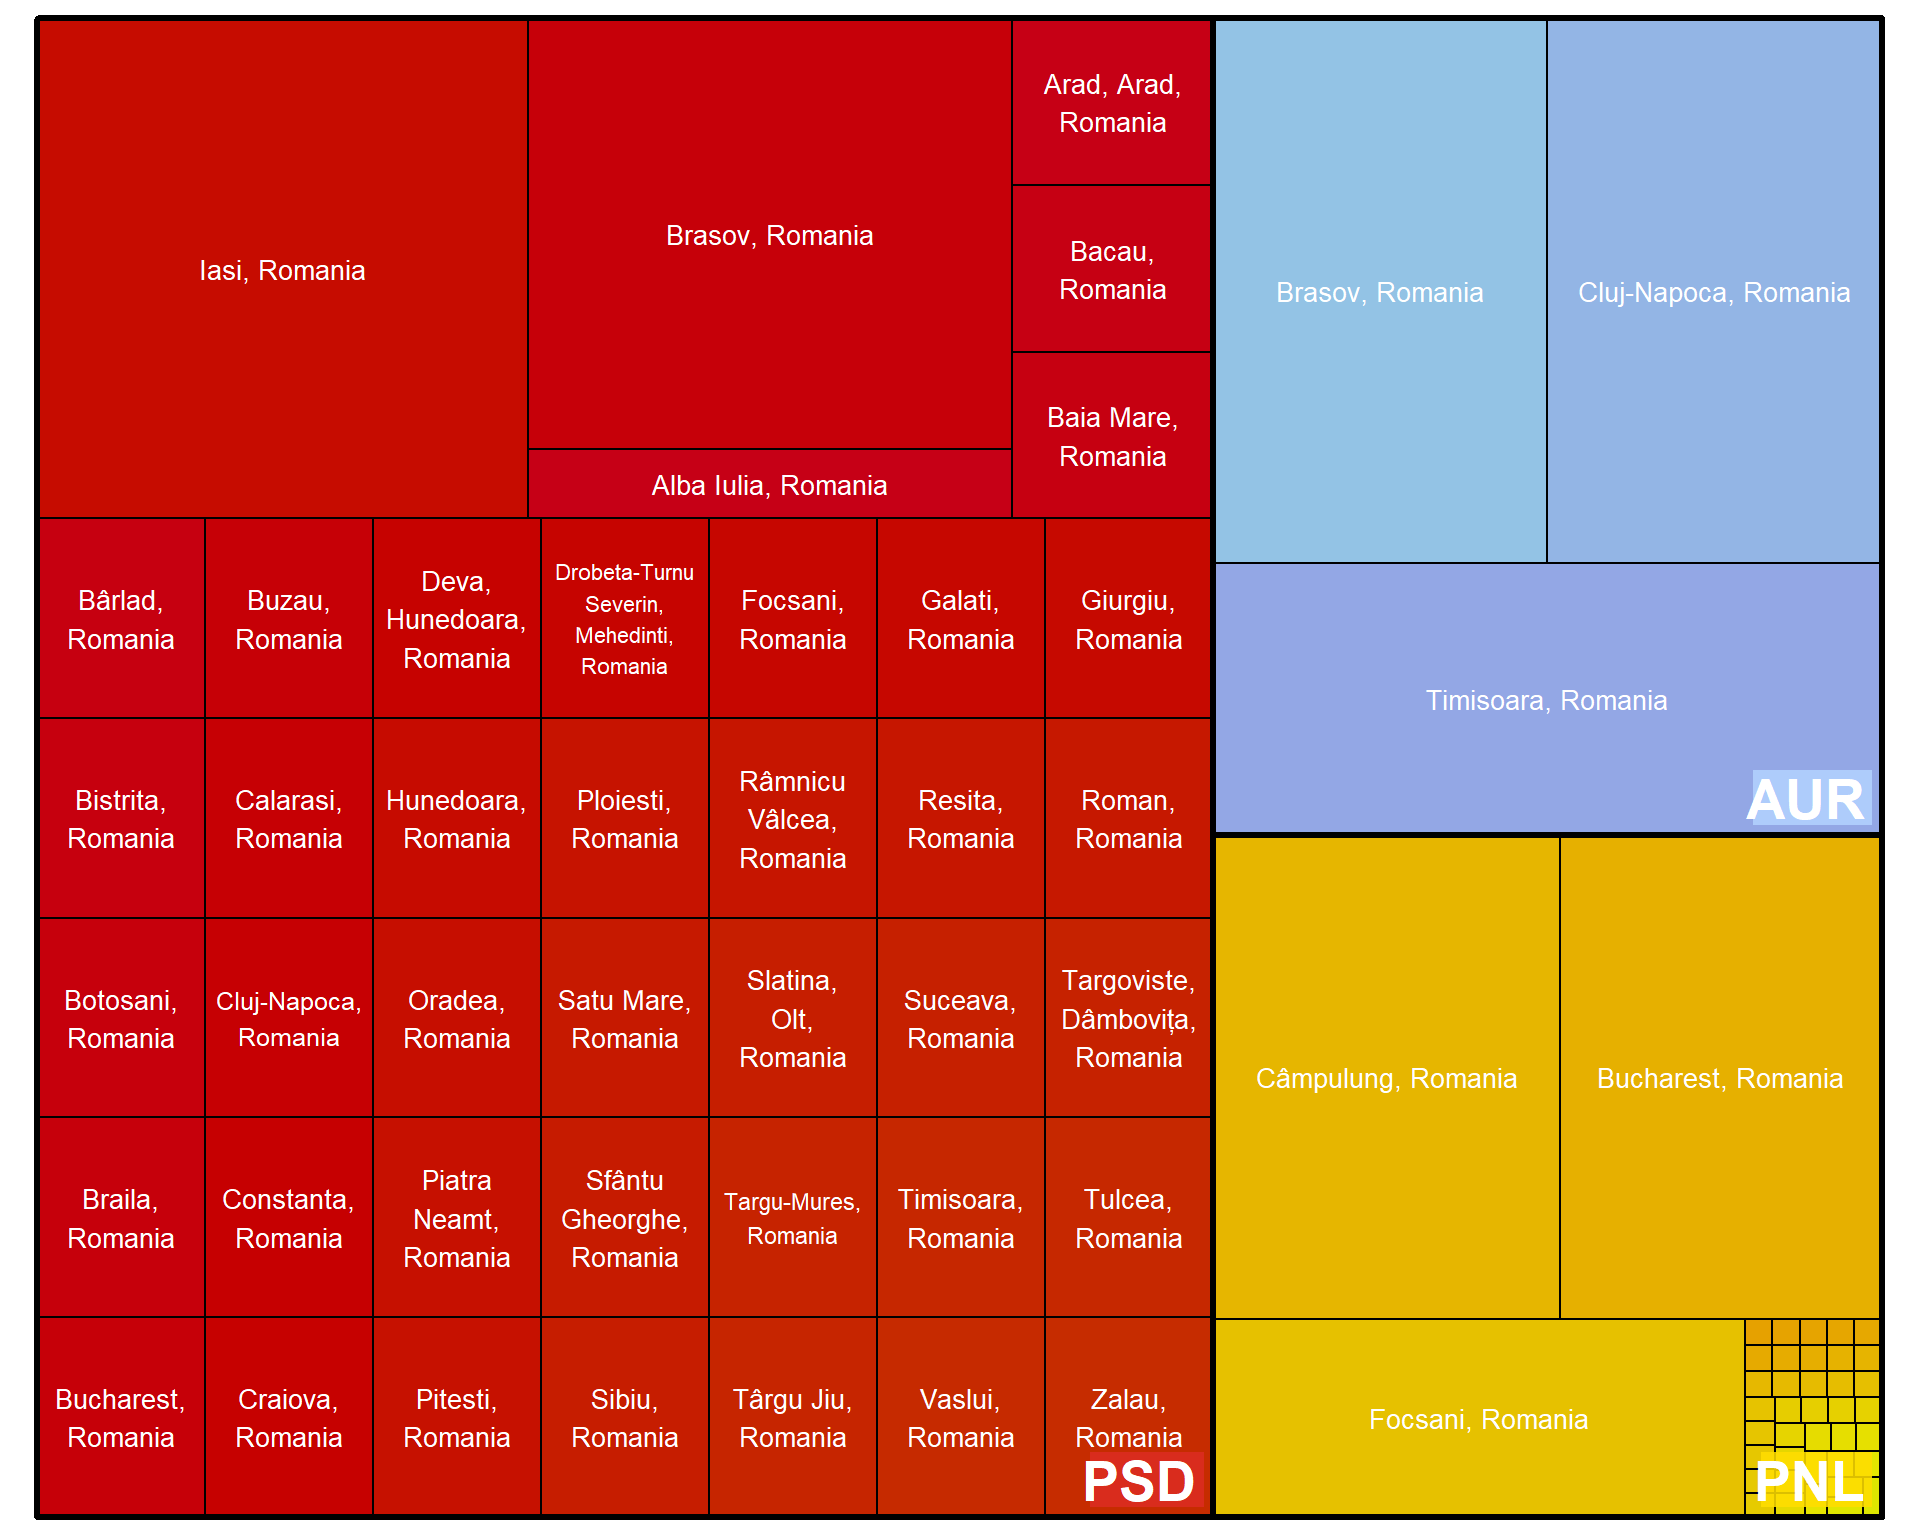 Iasi, Romania
Brasov, Romania
Alba Iulia, Romania
Arad, Arad,
Romania
Bacau,
Romania
Baia Mare,
Romania
Bârlad,
Romania
Buzau,
Romania
Deva,
Hunedoara,
Romania
Drobeta-Turnu
Severin,
Mehedinti,
Romania
Focsani,
Romania
Galati,
Romania
Giurgiu,
Romania
Bistrita,
Romania
Calarasi,
Romania
Hunedoara,
Romania
Ploiesti,
Romania
Râmnicu
Vâlcea,
Romania
Resita,
Romania
Roman,
Romania
Botosani,
Romania
Cluj-Napoca,
Romania
Oradea,
Romania
Satu Mare,
Romania
Slatina,
Olt,
Romania
Suceava,
Romania
Targoviste,
Dâmbovița,
Romania
Braila,
Romania
Constanta,
Romania
Piatra
Neamt,
Romania
Sfântu
Gheorghe,
Romania
Targu-Mures,
Romania
Timisoara,
Romania
Tulcea,
Romania
Bucharest,
Romania
Craiova,
Romania
Pitesti,
Romania
Sibiu,
Romania
Târgu Jiu,
Romania
Vaslui,
Romania
Zalau,
Romania
PSD
Brasov, Romania
Cluj-Napoca, Romania
Timisoara, Romania
AUR
Câmpulung, Romania
Bucharest, Romania
Focsani, Romania
PNL